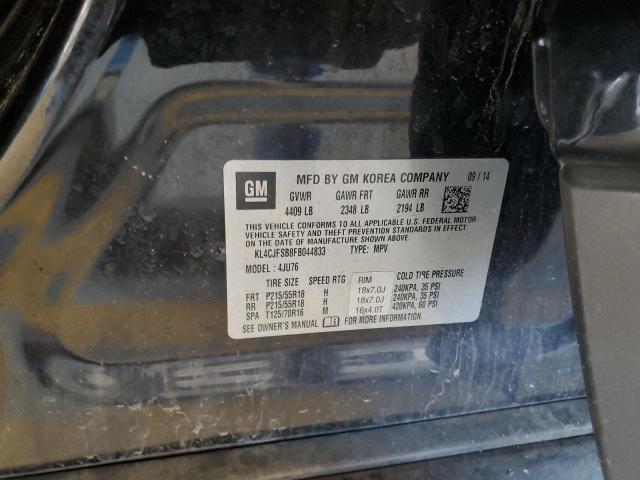 GM
MFD BY GM KOREA COMPANY 09/14
GVWR GAWR FRT GAWR RR
4409 LB 2348 LB 2194 LB
THIS VEHICLE CONFORMS TO ALL APPLICABLE U.S. FEDERAL MOTOR
VEHICLE SAFETY, BUMPER, AND THEFT PREVENTION STANDARDS
IN EFFECT ON THE DATE OF MANUFACTURE SHOWN ABOVE.
KL4CJFSB8FB044833 TYPE: MPV
MODEL: 4JU76
TIRE SIZE SPEED RTG RIM COLD TIRE PRESSURE
FRT P215/55R18 H 18x7.0J 240KPA, 35 PSI
RR P215/55R18 H 18x7.0J 240KPA, 35 PSI
SPA T125/70R16 M 16x4.0T 420KPA, 60 PSI
SEE OWNER'S MANUAL FOR MORE INFORMATION.